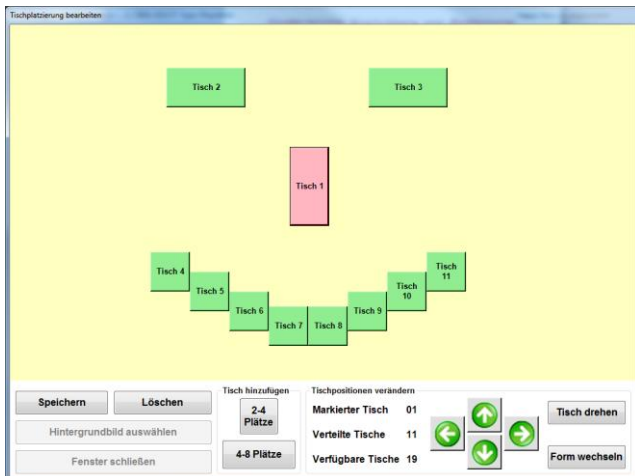 Tischplatzierung bearbeiten
Tisch 2
Tisch 3
Tisch 1
Tisch 4
Tisch 5
Tisch 6
Tisch 7
Tisch 8
Tisch 9
Tisch
10
Tisch
11
Speichern
Löschen
Hintergrundbild auswählen
Fenster schließen
Tisch hinzufügen
2-4
Plätze
4-8 Plätze
Tischpositionen verändern
Markierter Tisch 01
Verteilte Tische 11
Verfügbare Tische 19
Tisch drehen
Form wechseln